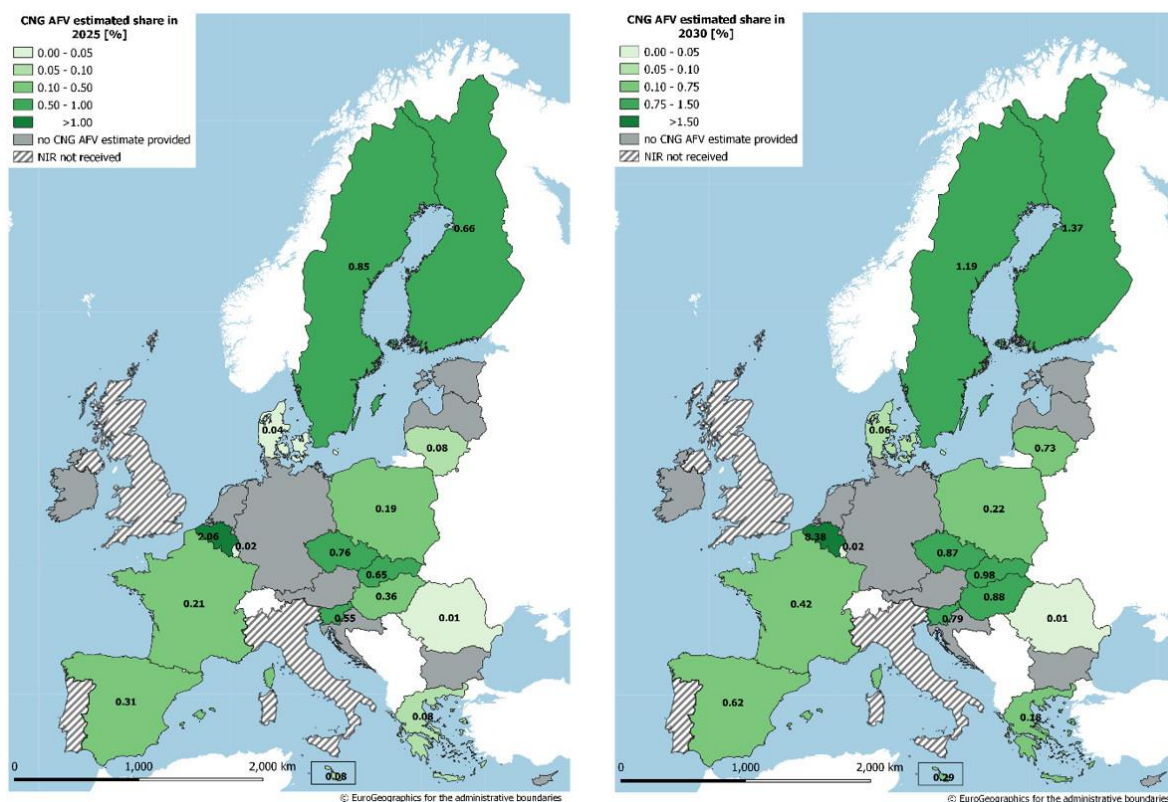 CNG AFV estimated share in
2025 [%]
0.00 - 0.05
0.05 - 0.10
0.10 - 0.50
0.50 - 1.00
>1.00
no CNG AFV estimate provided
NIR not received
0.66
0.85
0.04
0.08
0.19
2.06
0.02
0.76
0.65
0.36
0.21
0.55
0.01
0.31
0.08
0
1,000
2,000 km
0.08
© EuroGeographics for the administrative boundaries
CNG AFV estimated share in
2030 [%]
0.00 - 0.05
0.05 - 0.10
0.10 - 0.75
0.75 - 1.50
>1.50
no CNG AFV estimate provided
NIR not received
1.37
1.19
0.06
0.73
0.22
8.38
0.02
0.87
0.98
0.88
0.42
0.79
0.01
0.62
0.18
0
1,000
2,000 km
0.29
© EuroGeographics for the administrative boundaries